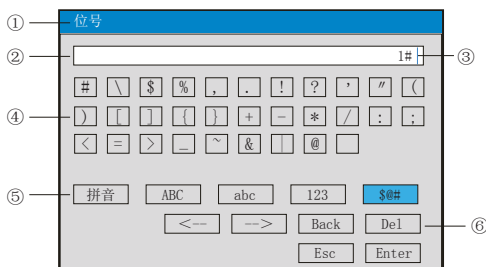 ① 位号
② 1# ③
# \ $ % , . ! ? ' " (
④ ) [ ] { } + - * / : ;
< = > _ ~ & | @
⑤ 拼音 ABC abc 123 $@#
<-- --> Back Del ⑥
Esc Enter